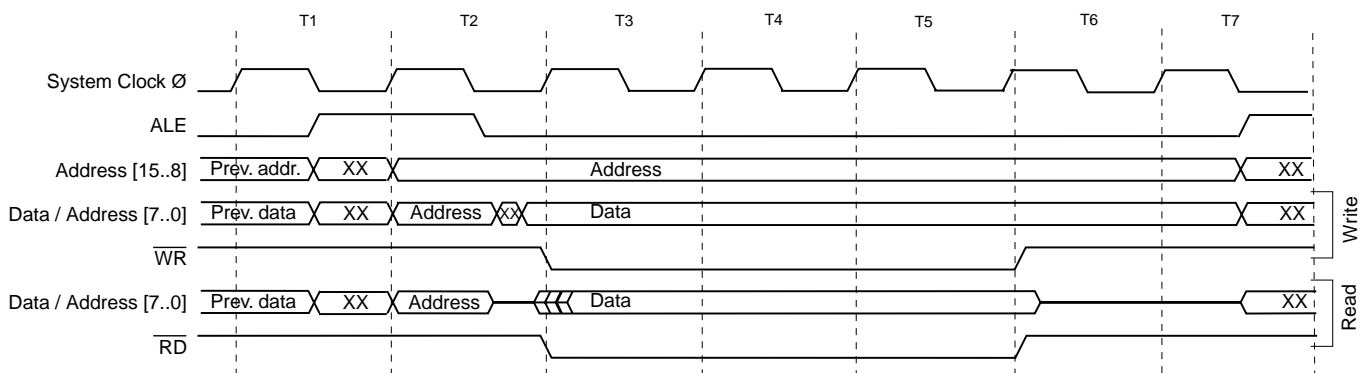 T1 T2 T3 T4 T5 T6 T7
System Clock Ø
ALE
Address [15..8] Prev. addr. XX Address XX
Data / Address [7..0] Prev. data XX Address XX Data XX
WR
Write
Data / Address [7..0] Prev. data XX Address Data XX
RD
Read